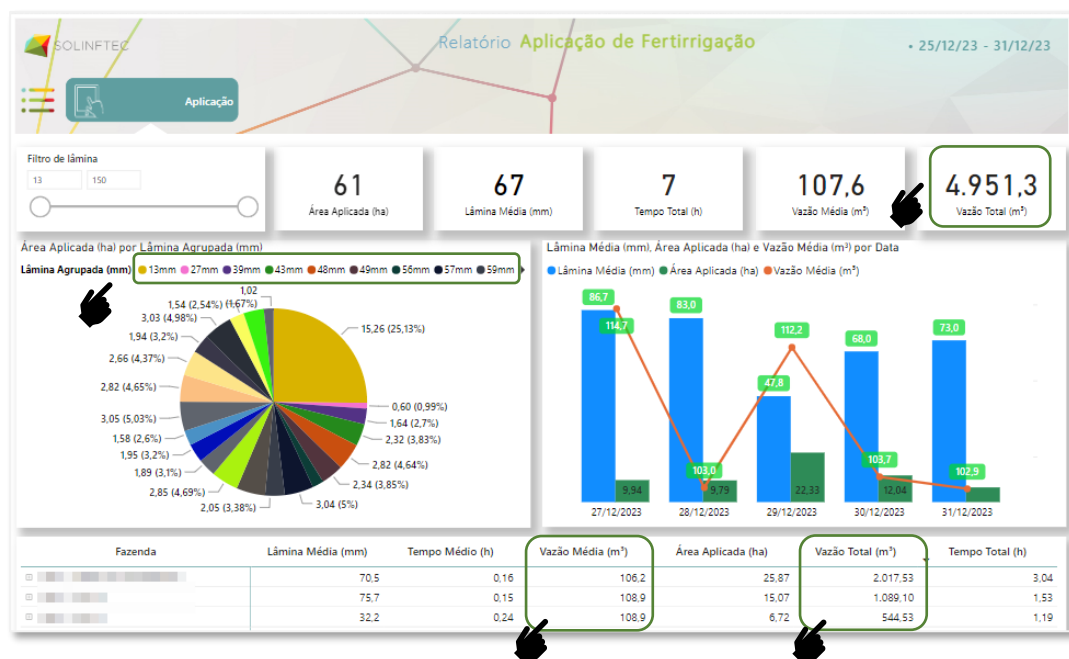 SOLINFTEC
Relatório Aplicação de Fertirrigação
• 25/12/23 - 31/12/23
Aplicação
Filtro de lâmina
13 150
61
Área Aplicada (ha)
67
Lâmina Média (mm)
7
Tempo Total (h)
107,6
Vazão Média (m³)
4.951,3
Vazão Total (m³)
Área Aplicada (ha) por Lâmina Agrupada (mm)
Lâmina Agrupada (mm) 13mm 27mm 39mm 43mm 48mm 49mm 56mm 57mm 59mm
1,02
(1,67%)
1,54 (2,54%)
3,03 (4,98%)
1,94 (3,2%)
2,66 (4,37%)
2,82 (4,65%)
3,05 (5,03%)
1,58 (2,6%)
1,95 (3,2%)
1,89 (3,1%)
2,85 (4,69%)
2,05 (3,38%)
3,04 (5%)
2,34 (3,85%)
2,82 (4,64%)
2,32 (3,83%)
1,64 (2,7%)
0,60 (0,99%)
15,26 (25,13%)
Lâmina Média (mm), Área Aplicada (ha) e Vazão Média (m³) por Data
Lâmina Média (mm) Área Aplicada (ha) Vazão Média (m³)
86,7
114,7
9,94
83,0
103,0
9,79
112,2
47,8
22,33
68,0
103,7
12,04
73,0
102,9
27/12/2023 28/12/2023 29/12/2023 30/12/2023 31/12/2023
Fazenda Lâmina Média (mm) Tempo Médio (h) Vazão Média (m³) Área Aplicada (ha) Vazão Total (m³) Tempo Total (h)
70,5 0,16 106,2 25,87 2.017,53 3,04
75,7 0,15 108,9 15,07 1.089,10 1,53
32,2 0,24 108,9 6,72 544,53 1,19